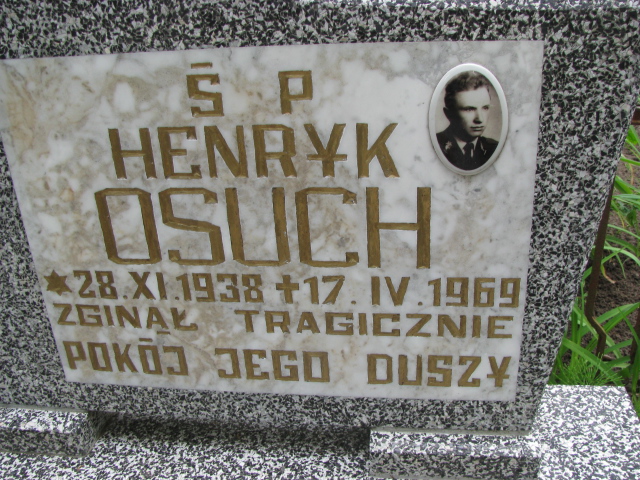 Ś P
HENRYK
OSUCH
* 28.XI.1938 + 17.IV.1969
ZGINĄŁ TRAGICZNIE
POKÓJ JEGO DUSZY